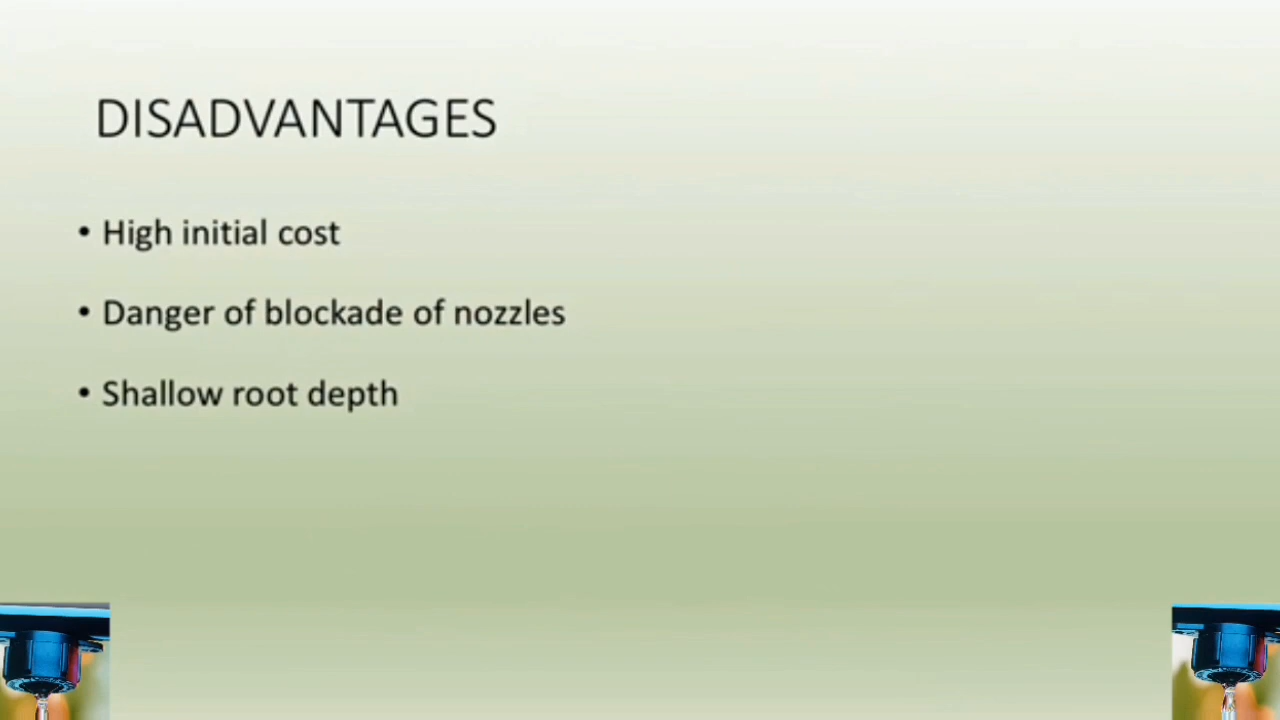 DISADVANTAGES
• High initial cost
• Danger of blockade of nozzles
• Shallow root depth